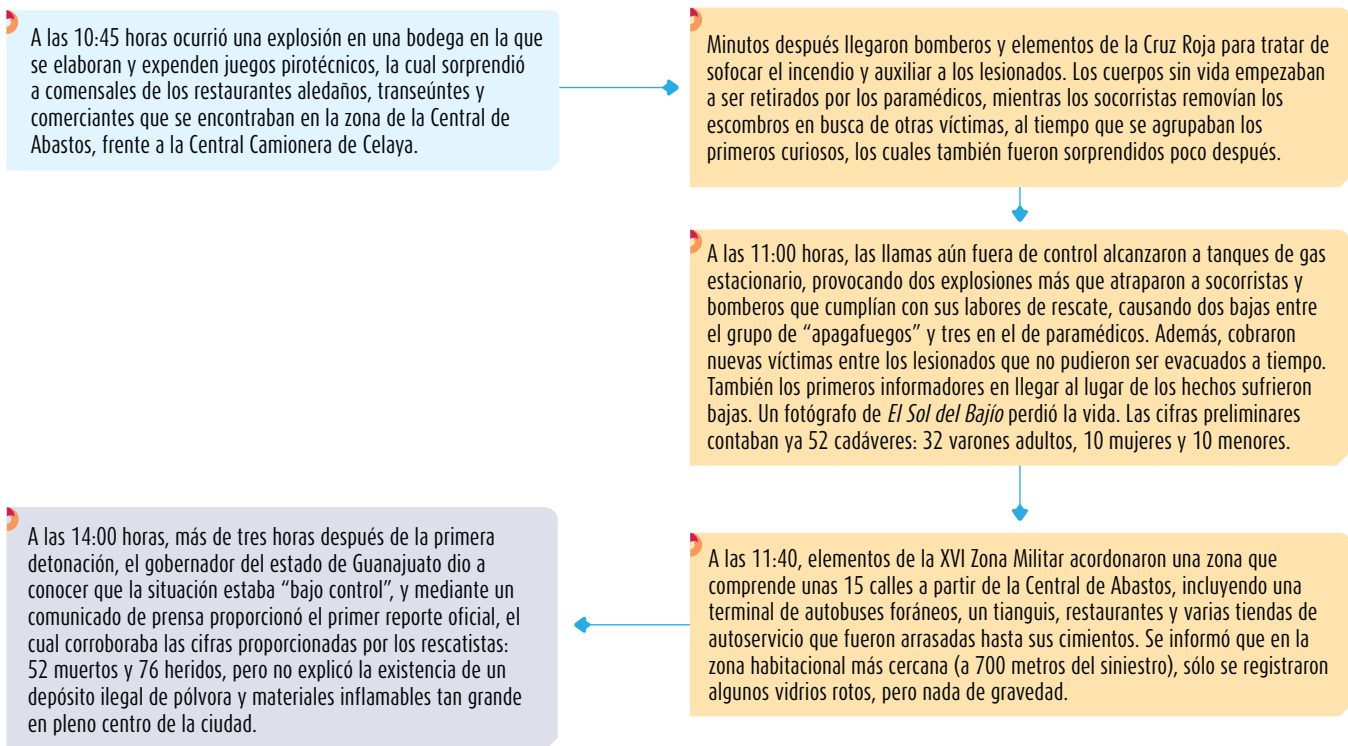 A las 10:45 horas ocurrió una explosión en una bodega en la que
se elaboran y expenden juegos pirotécnicos, la cual sorprendió
a comensales de los restaurantes aledaños, transeúntes y
comerciantes que se encontraban en la zona de la Central de
Abastos, frente a la Central Camionera de Celaya.
Minutos después llegaron bomberos y elementos de la Cruz Roja para tratar de
sofocar el incendio y auxiliar a los lesionados. Los cuerpos sin vida empezaban
a ser retirados por los paramédicos, mientras los socorristas removían los
escombros en busca de otras víctimas, al tiempo que se agrupaban los
primeros curiosos, los cuales también fueron sorprendidos poco después.
A las 11:00 horas, las llamas aún fuera de control alcanzaron a tanques de gas
estacionario, provocando dos explosiones más que atraparon a socorristas y
bomberos que cumplían con sus labores de rescate, causando dos bajas entre
el grupo de “apagafuegos” y tres en el de paramédicos. Además, cobraron
nuevas víctimas entre los lesionados que no pudieron ser evacuados a tiempo.
También los primeros informadores en llegar al lugar de los hechos sufrieron
bajas. Un fotógrafo de El Sol del Bajío perdió la vida. Las cifras preliminares
contaban ya 52 cadáveres: 32 varones adultos, 10 mujeres y 10 menores.
A las 11:40, elementos de la XVI Zona Militar acordonaron una zona que
comprende unas 15 calles a partir de la Central de Abastos, incluyendo una
terminal de autobuses foráneos, un tianguis, restaurantes y varias tiendas de
autoservicio que fueron arrasadas hasta sus cimientos. Se informó que en la
zona habitacional más cercana (a 700 metros del siniestro), sólo se registraron
algunos vidrios rotos, pero nada de gravedad.
A las 14:00 horas, más de tres horas después de la primera
detonación, el gobernador del estado de Guanajuato dio a
conocer que la situación estaba “bajo control”, y mediante un
comunicado de prensa proporcionó el primer reporte oficial, el
cual corroboraba las cifras proporcionadas por los rescatistas:
52 muertos y 76 heridos, pero no explicó la existencia de un
depósito ilegal de pólvora y materiales inflamables tan grande
en pleno centro de la ciudad.